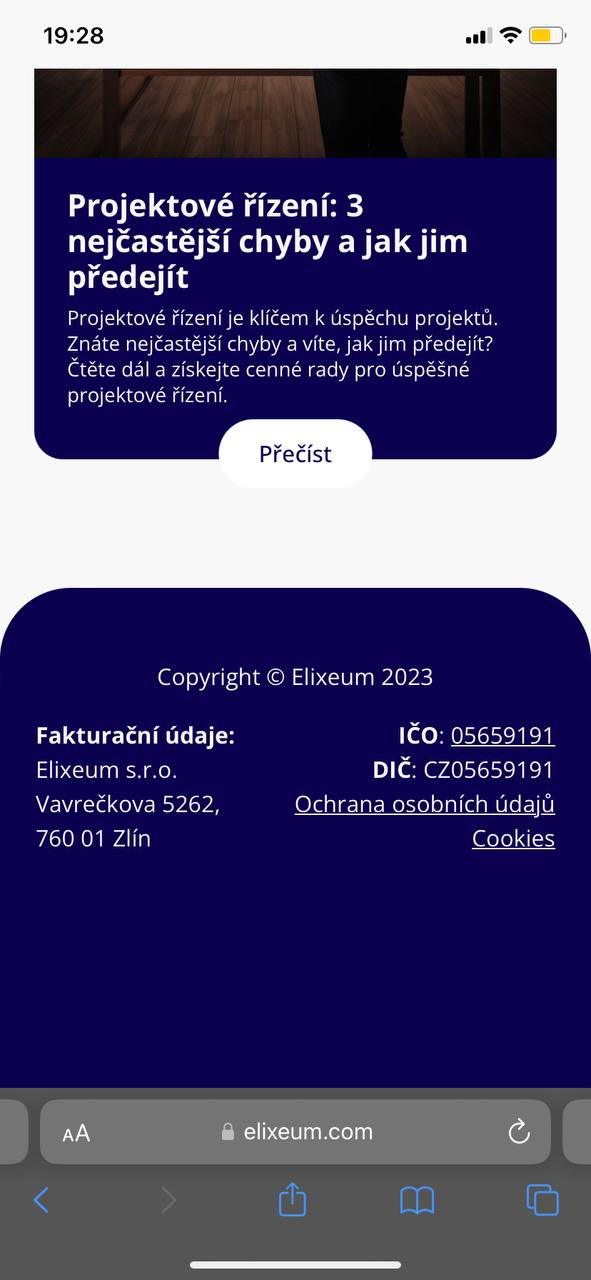 19:28
Projektové řízení: 3
nejčastější chyby a jak jim
předejít
Projektové řízení je klíčem k úspěchu projektů.
Znáte nejčastější chyby a víte, jak jim předejít?
Čtěte dál a získejte cenné rady pro úspěšné
projektové řízení.
Přečíst
Copyright © Elixeum 2023
Fakturační údaje:
Elixeum s.r.o.
Vavrečkova 5262,
760 01 Zlín
IČO: 05659191
DIČ: CZ05659191
Ochrana osobních údajů
Cookies
AA
elixeum.com